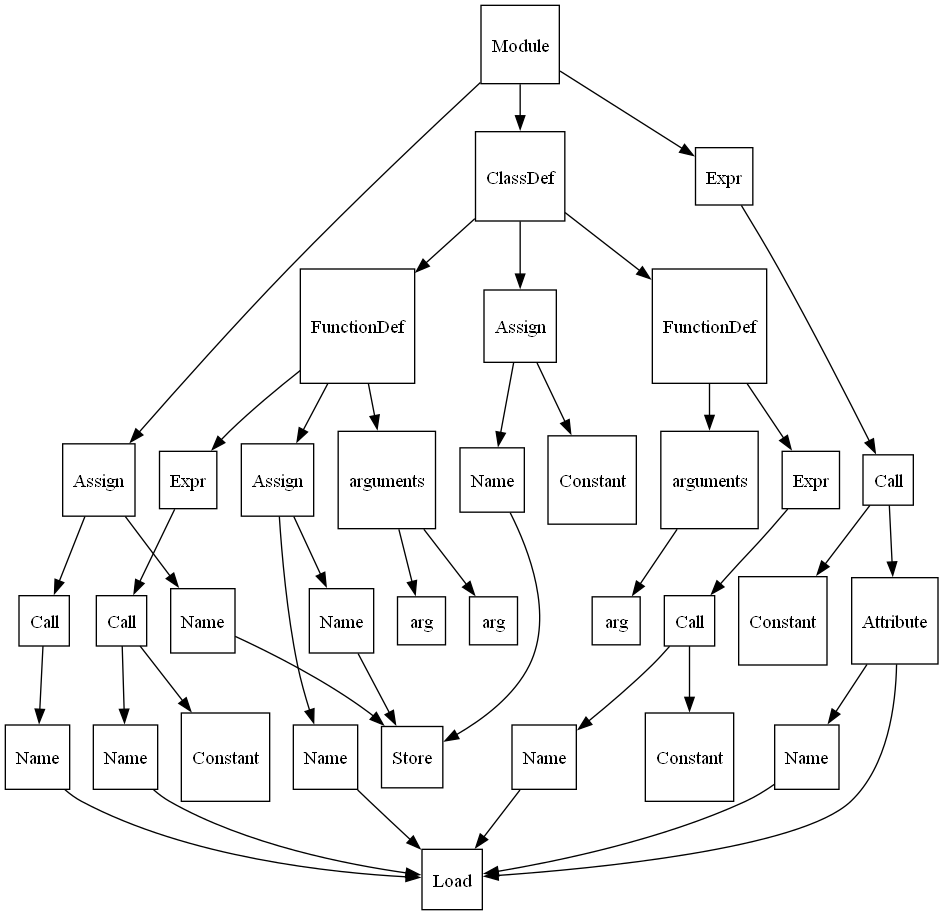 Module
ClassDef
Expr
FunctionDef
Assign
FunctionDef
Assign
Expr
Assign
arguments
Name
Constant
arguments
Expr
Call
Call
Call
Name
Name
arg
arg
arg
Call
Constant
Attribute
Name
Name
Constant
Name
Store
Name
Constant
Name
Load